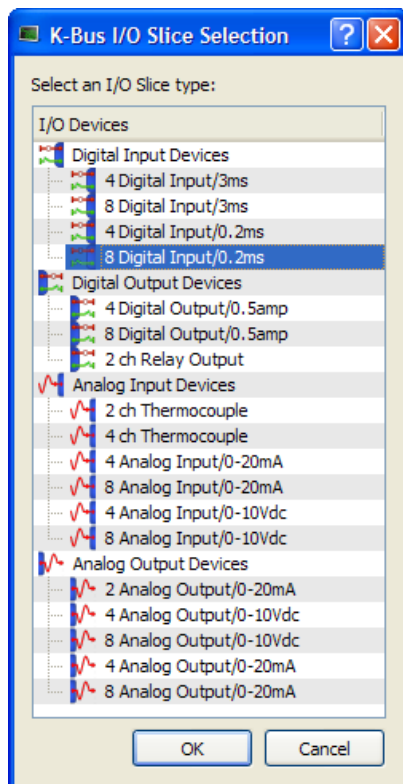 K-Bus I/O Slice Selection
Select an I/O Slice type:
I/O Devices
Digital Input Devices
4 Digital Input/3ms
8 Digital Input/3ms
4 Digital Input/0.2ms
8 Digital Input/0.2ms
Digital Output Devices
4 Digital Output/0.5amp
8 Digital Output/0.5amp
2 ch Relay Output
Analog Input Devices
2 ch Thermocouple
4 ch Thermocouple
4 Analog Input/0-20mA
8 Analog Input/0-20mA
4 Analog Input/0-10Vdc
8 Analog Input/0-10Vdc
Analog Output Devices
2 Analog Output/0-20mA
4 Analog Output/0-10Vdc
8 Analog Output/0-10Vdc
4 Analog Output/0-20mA
8 Analog Output/0-20mA
OK Cancel